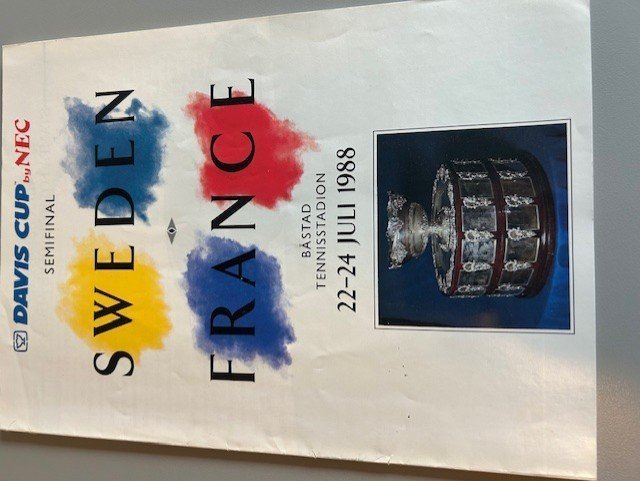 DAVIS CUP by NEC
SEMIFINAL
SWEDEN
FRANCE
BÅSTAD
TENNISSTADION
22-24 JULI 1988